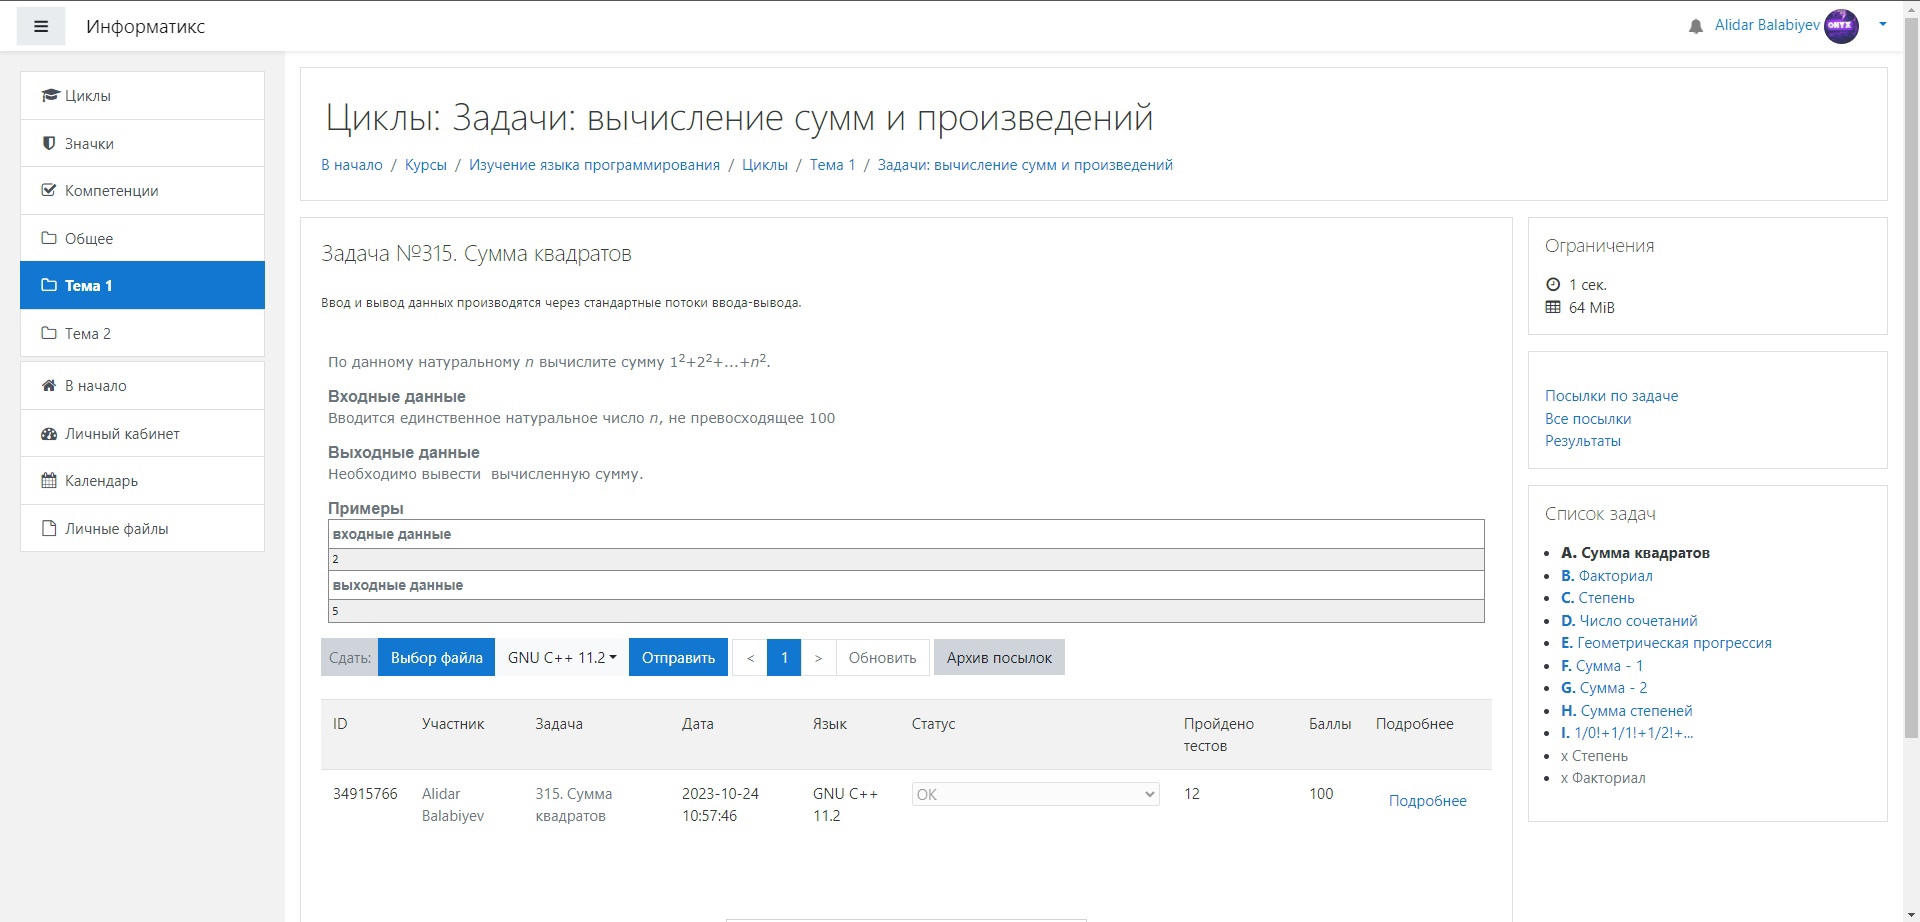 Информатикс
Alidar Balabiyev
ONYX
Циклы
Значки
Компетенции
Общее
Тема 1
Тема 2
В начало
Личный кабинет
Календарь
Личные файлы
Циклы: Задачи: вычисление сумм и произведений
В начало / Курсы / Изучение языка программирования / Циклы / Тема 1 / Задачи: вычисление сумм и произведений
Задача №315. Сумма квадратов
Ввод и вывод данных производятся через стандартные потоки ввода-вывода.
По данному натуральному n вычислите сумму 1²+2²+...+n².
Входные данные
Вводится единственное натуральное число n, не превосходящее 100
Выходные данные
Необходимо вывести вычисленную сумму.
Примеры
входные данные
2
выходные данные
5
Сдать: Выбор файла GNU C++ 11.2 Отправить < 1 > Обновить Архив посылок
ID Участник Задача Дата Язык Статус Пройдено тестов Баллы Подробнее
34915766 Alidar Balabiyev 315. Сумма квадратов 2023-10-24 10:57:46 GNU C++ 11.2 OK 12 100 Подробнее
Ограничения
1 сек.
64 MiB
Посылки по задаче
Все посылки
Результаты
Список задач
A. Сумма квадратов
B. Факториал
C. Степень
D. Число сочетаний
E. Геометрическая прогрессия
F. Сумма - 1
G. Сумма - 2
H. Сумма степеней
I. 1/0!+1/1!+1/2!+...
x Степень
x Факториал